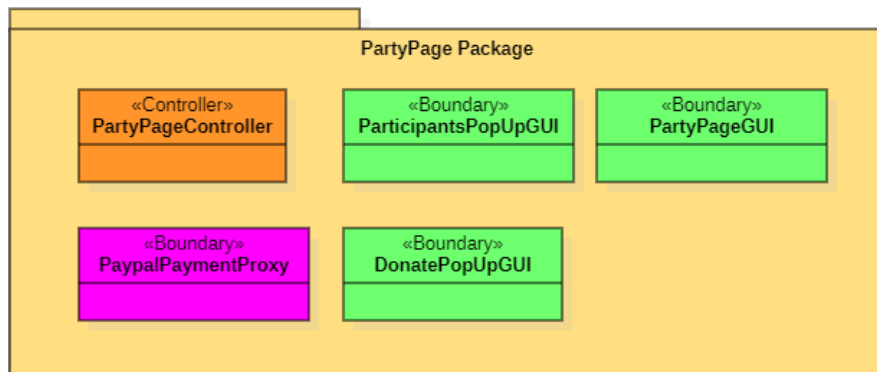 PartyPage Package
«Controller»
PartyPageController
«Boundary»
ParticipantsPopUpGUI
«Boundary»
PartyPageGUI
«Boundary»
PaypalPaymentProxy
«Boundary»
DonatePopUpGUI